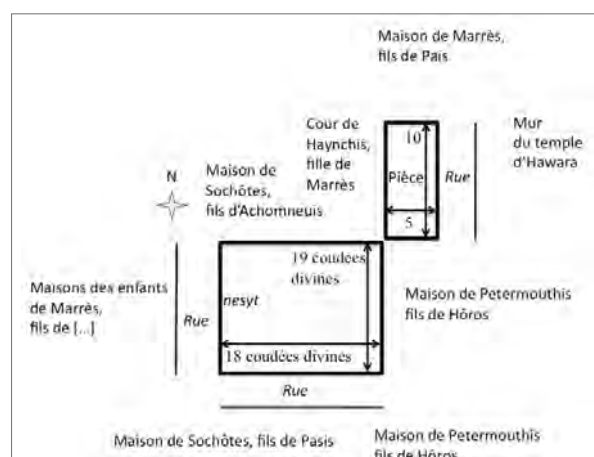 Maison de Marrès,
fils de Pais
Cour de
Haynchis,
fille de
Marrès
10
Pièce
5
Rue
Mur
du temple
d'Hawara
N
Maison de
Sochôtes,
fils d'Achomneuis
Maisons des enfants
de Marrès,
fils de [...]
Rue
nesyt
19 coudées
divines
18 coudées divines
Maison de Petermouthis
fils de Hôros
Rue
Maison de Sochôtes, fils de Pasis
Maison de Petermouthis
fils de Hôros